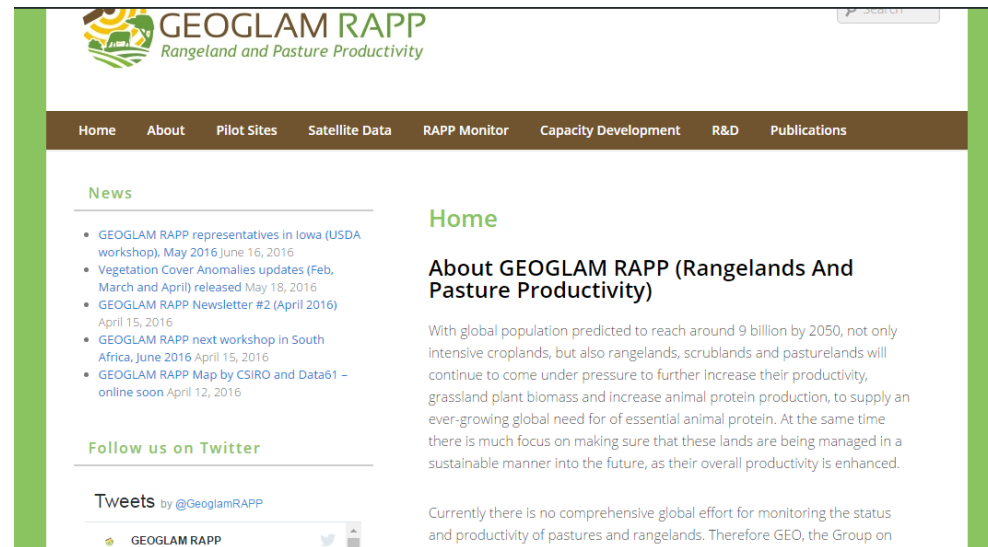 GEOGLAM RAPP
Rangeland and Pasture Productivity
Search
Home About Pilot Sites Satellite Data RAPP Monitor Capacity Development R&D Publications
News
GEOGLAM RAPP representatives in Iowa (USDA
workshop), May 2016 June 16, 2016
Vegetation Cover Anomalies updates (Feb,
March and April) released May 18, 2016
GEOGLAM RAPP Newsletter #2 (April 2016)
April 15, 2016
GEOGLAM RAPP next workshop in South
Africa, June 2016 April 15, 2016
GEOGLAM RAPP Map by CSIRO and Data61 –
online soon April 12, 2016
Follow us on Twitter
Tweets by @GeoglamRAPP
GEOGLAM RAPP
Home
About GEOGLAM RAPP (Rangelands And
Pasture Productivity)
With global population predicted to reach around 9 billion by 2050, not only
intensive croplands, but also rangelands, scrublands and pasturelands will
continue to come under pressure to further increase their productivity,
grassland plant biomass and increase animal protein production, to supply an
ever-growing global need for of essential animal protein. At the same time
there is much focus on making sure that these lands are being managed in a
sustainable manner into the future, as their overall productivity is enhanced.
Currently there is no comprehensive global effort for monitoring the status
and productivity of pastures and rangelands. Therefore GEO, the Group on